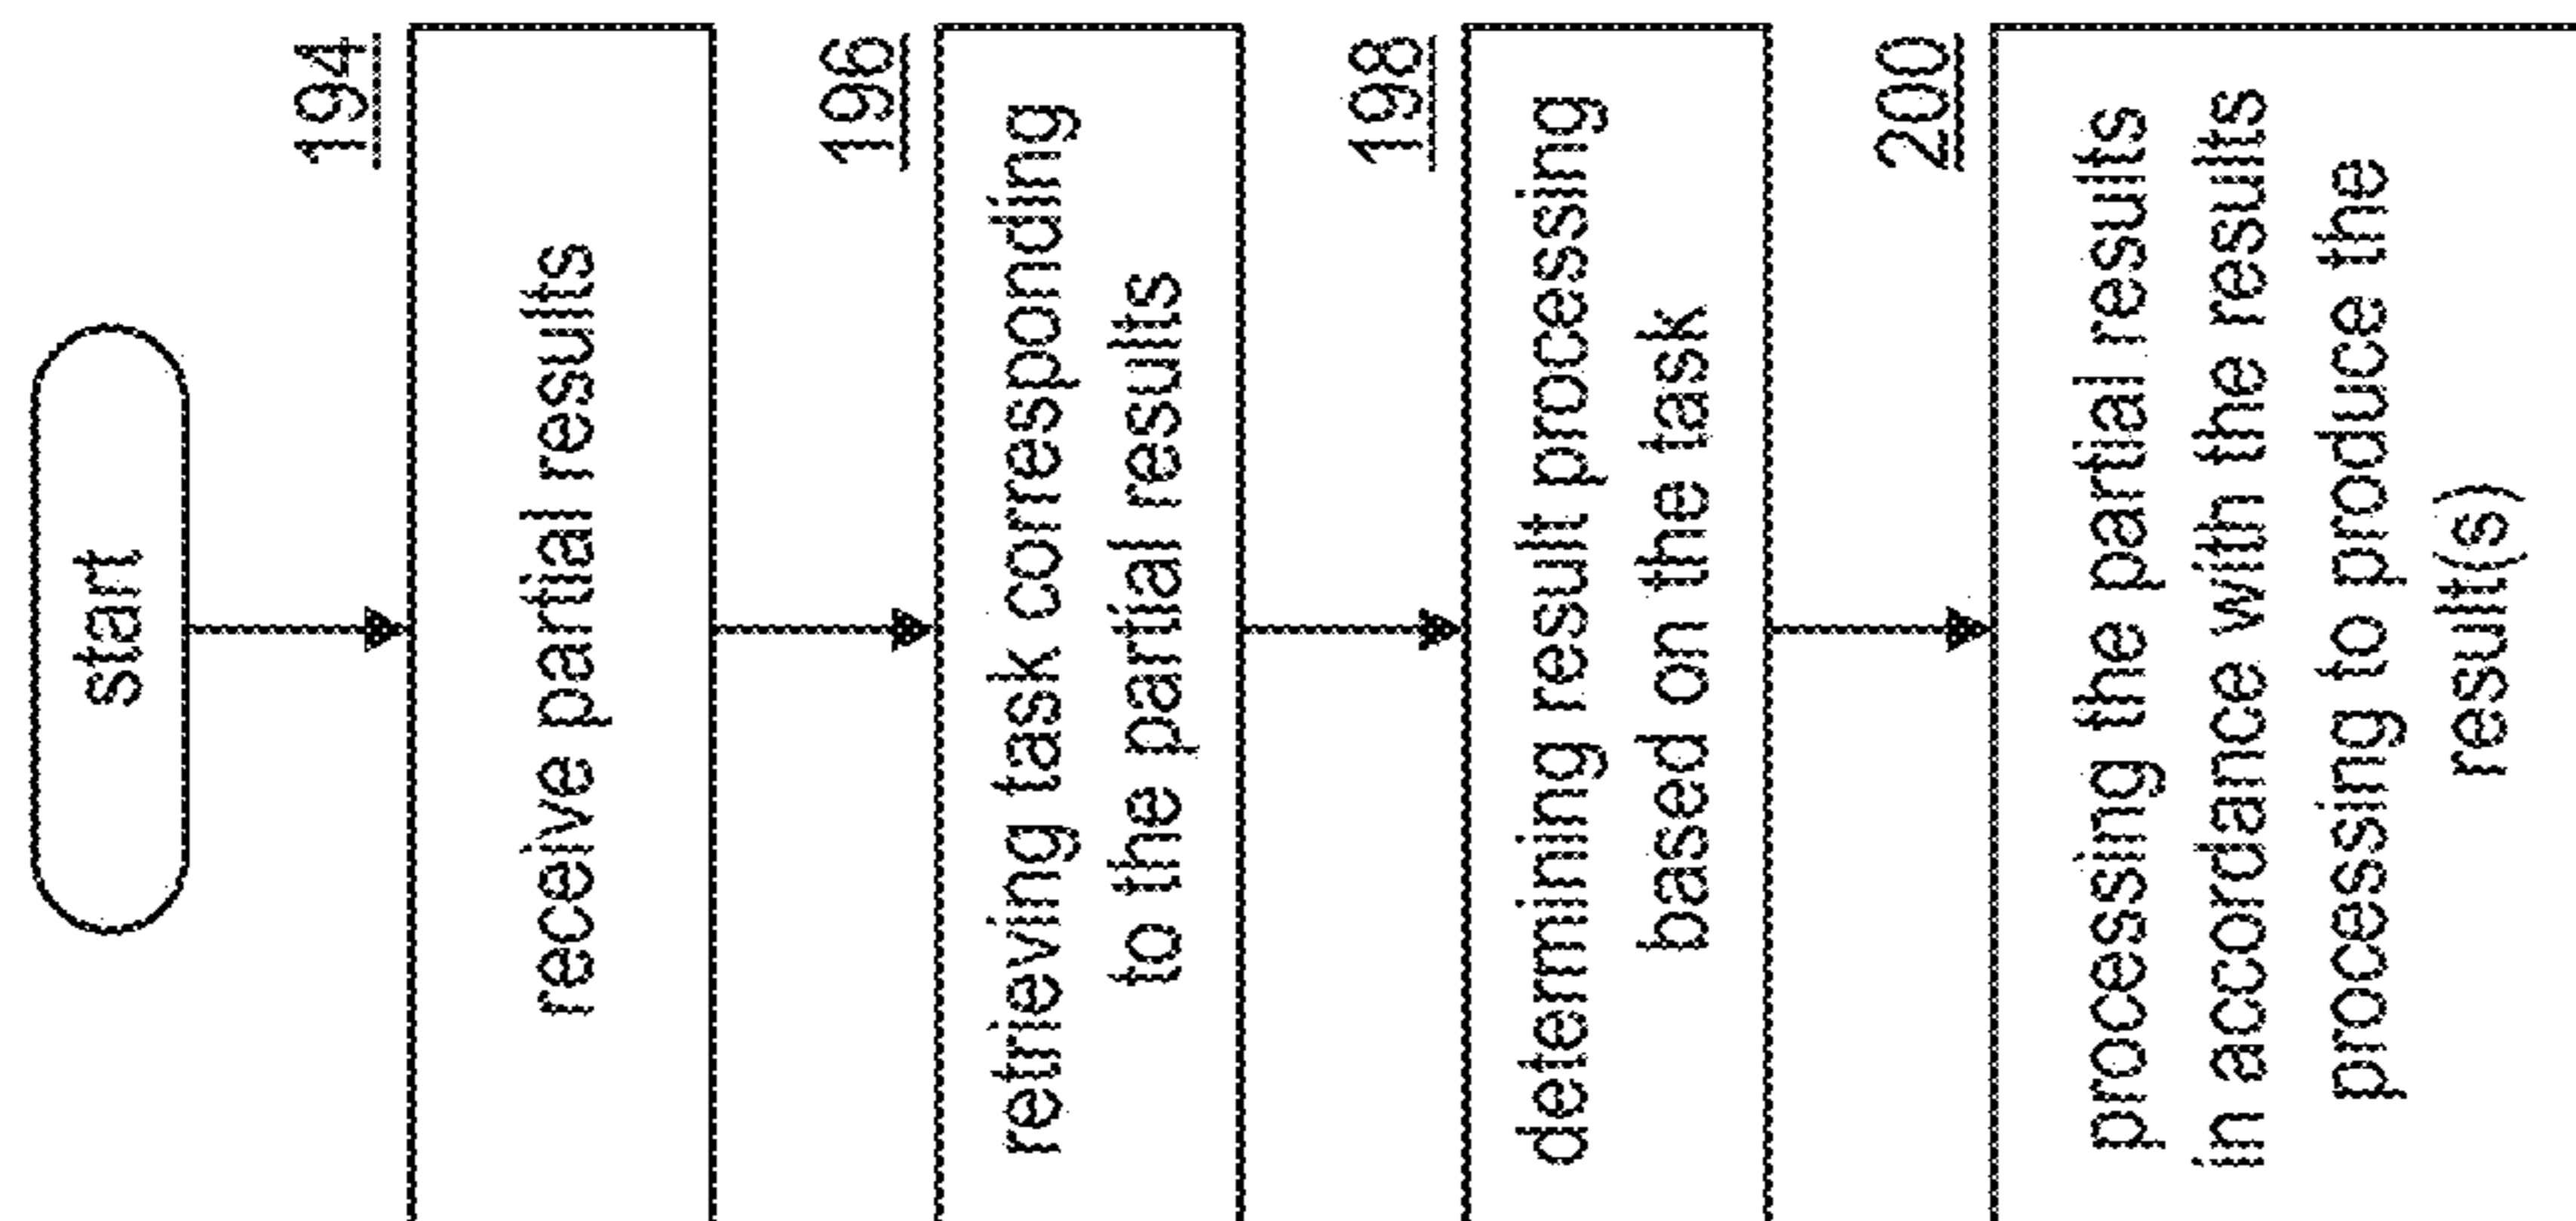 start
194
receive partial results
196
retrieving task corresponding
to the partial results
198
determining result processing
based on the task
200
processing the partial results
in accordance with the results
processing to produce the
result(s)